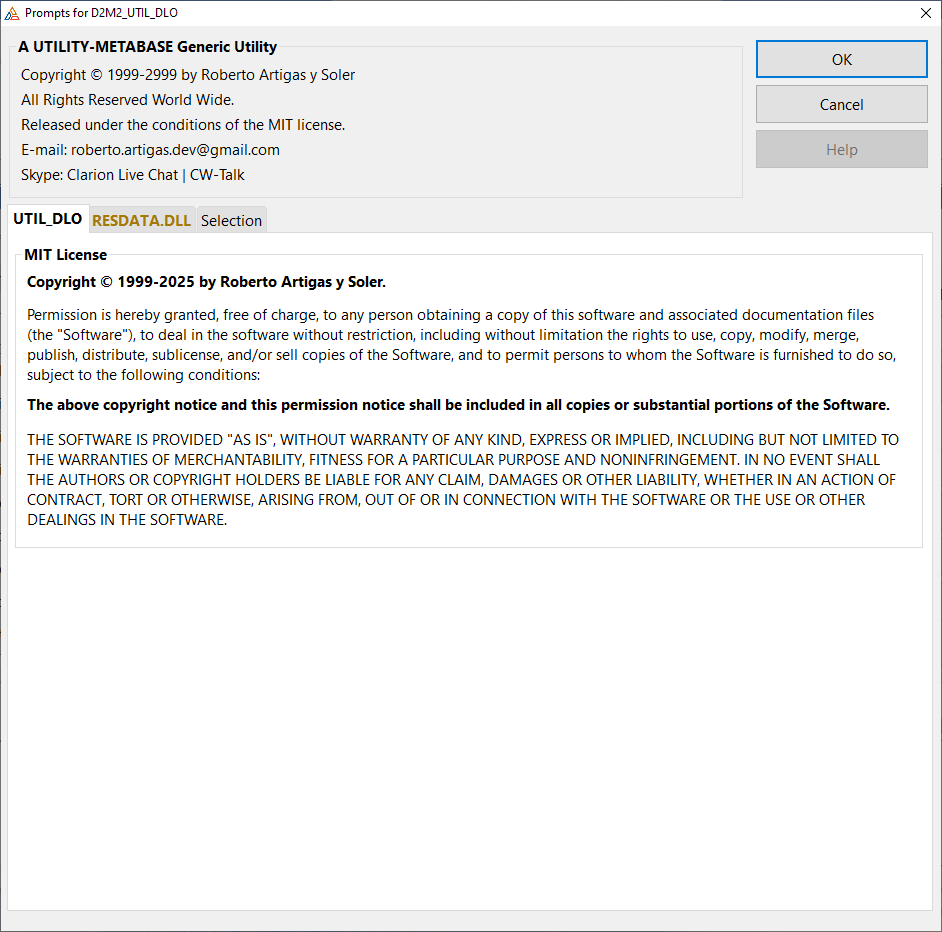 Prompts for D2M2_UTIL_DLO
A UTILITY-METABASE Generic Utility
Copyright © 1999-2999 by Roberto Artigas y Soler
All Rights Reserved World Wide.
Released under the conditions of the MIT license.
E-mail: roberto.artigas.dev@gmail.com
Skype: Clarion Live Chat | CW-Talk
OK
Cancel
Help
UTIL_DLO RESDATA.DLL Selection
MIT License
Copyright © 1999-2025 by Roberto Artigas y Soler.
Permission is hereby granted, free of charge, to any person obtaining a copy of this software and associated documentation files
(the "Software"), to deal in the software without restriction, including without limitation the rights to use, copy, modify, merge,
publish, distribute, sublicense, and/or sell copies of the Software, and to permit persons to whom the Software is furnished to do so,
subject to the following conditions:
The above copyright notice and this permission notice shall be included in all copies or substantial portions of the Software.
THE SOFTWARE IS PROVIDED "AS IS", WITHOUT WARRANTY OF ANY KIND, EXPRESS OR IMPLIED, INCLUDING BUT NOT LIMITED TO
THE WARRANTIES OF MERCHANTABILITY, FITNESS FOR A PARTICULAR PURPOSE AND NONINFRINGEMENT. IN NO EVENT SHALL
THE AUTHORS OR COPYRIGHT HOLDERS BE LIABLE FOR ANY CLAIM, DAMAGES OR OTHER LIABILITY, WHETHER IN AN ACTION OF
CONTRACT, TORT OR OTHERWISE, ARISING FROM, OUT OF OR IN CONNECTION WITH THE SOFTWARE OR THE USE OR OTHER
DEALINGS IN THE SOFTWARE.